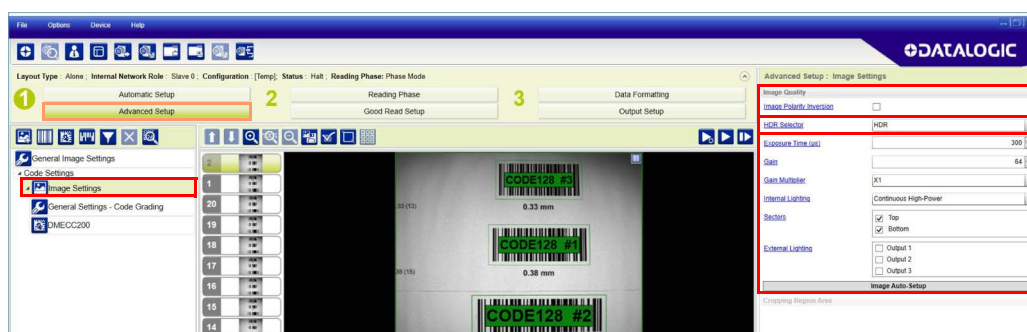 File Options Device Help
DATALOGIC
Layout Type : Alone ; Internal Network Role : Slave 0 ; Configuration : [Temp]; Status : Halt ; Reading Phase: Phase Mode
1 Automatic Setup 2 Reading Phase 3 Data Formatting
Advanced Setup Good Read Setup Output Setup
Advanced Setup : Image Settings
Image Quality
Image Polarity Inversion
HDR Selector HDR
Exposure Time (µs) 300
Gain 64
Gain Multiplier X1
Internal Lighting Continuous High-Power
Sectors Top
Bottom
External Lighting Output 1
Output 2
Output 3
Image Auto-Setup
Cropping Region Area
General Image Settings
Code Settings
Image Settings
General Settings - Code Grading
DMECC200
2
1
20
19
18
17
16
15
14
CODE128 #3
.33 (13) 0.33 mm
CODE128 #1
0.38 mm
CODE128 #2